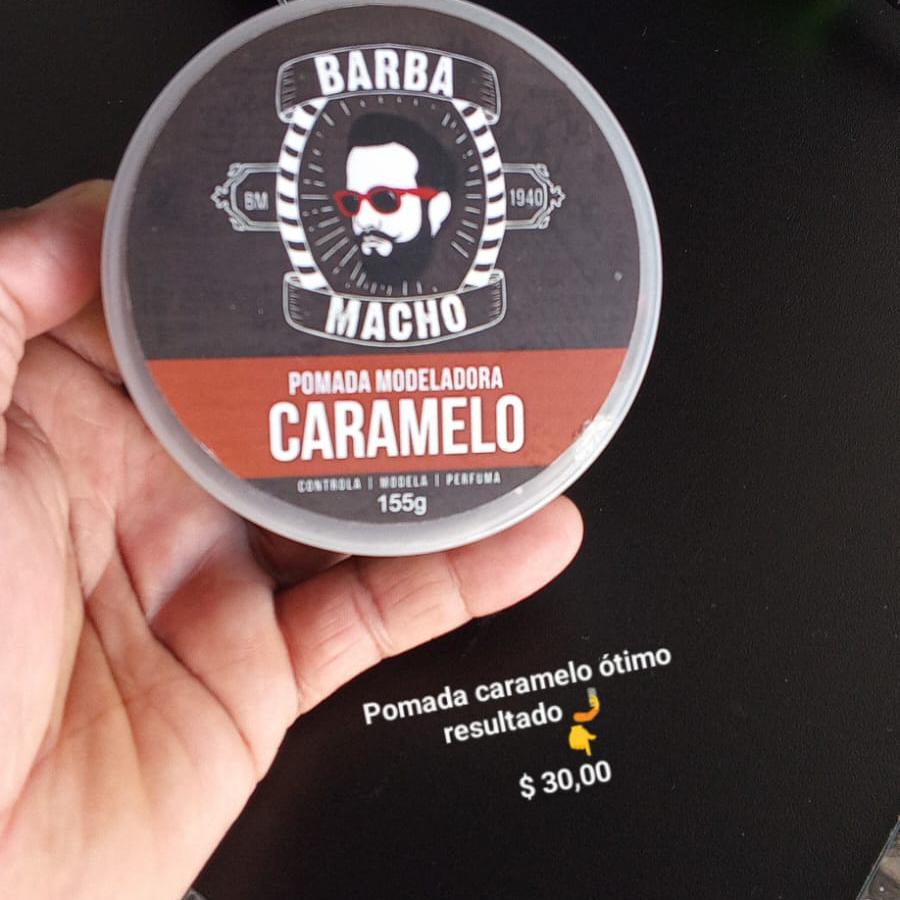 BARBA
BM
1940
MACHO
POMADA MODELADORA
CARAMELO
CONTROLA | MODELA | PERFUMA
155g
Pomada caramelo ótimo
resultado 🤳
👇
$ 30,00